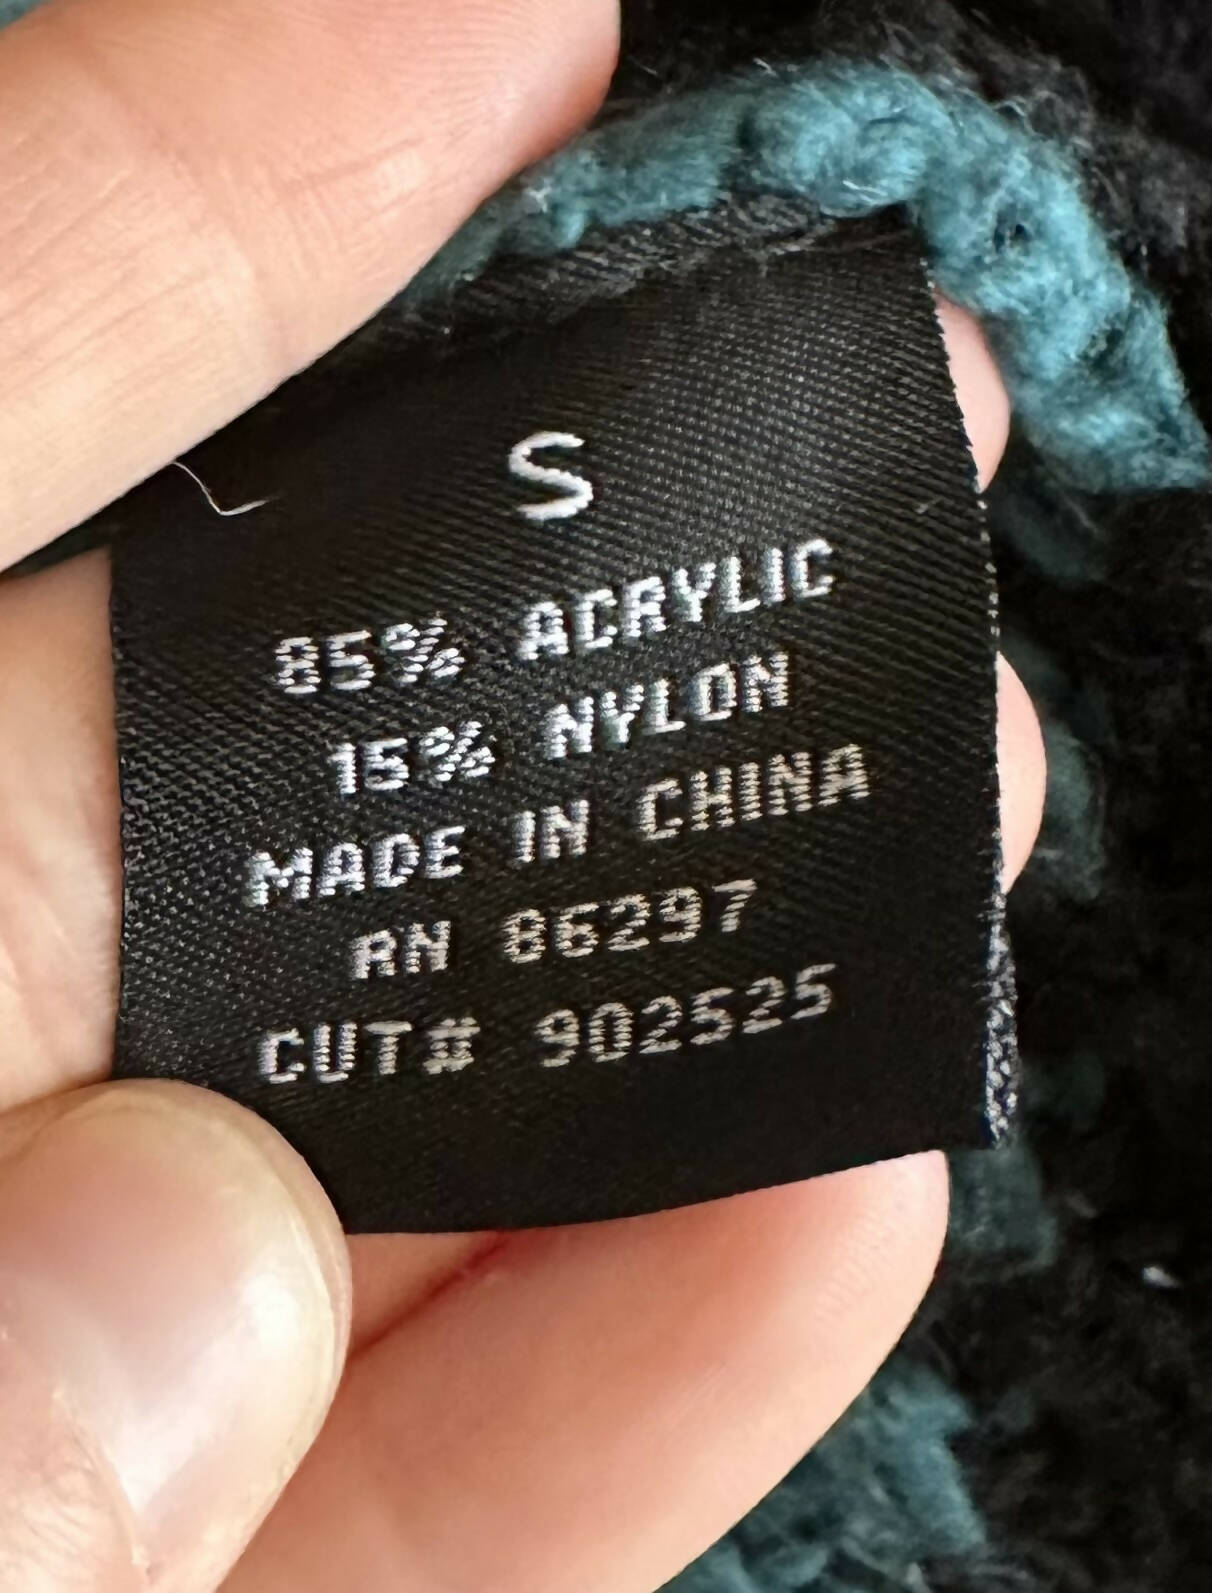 S
85% ACRYLIC
15% NYLON
MADE IN CHINA
RN 86297
CUT# 902525